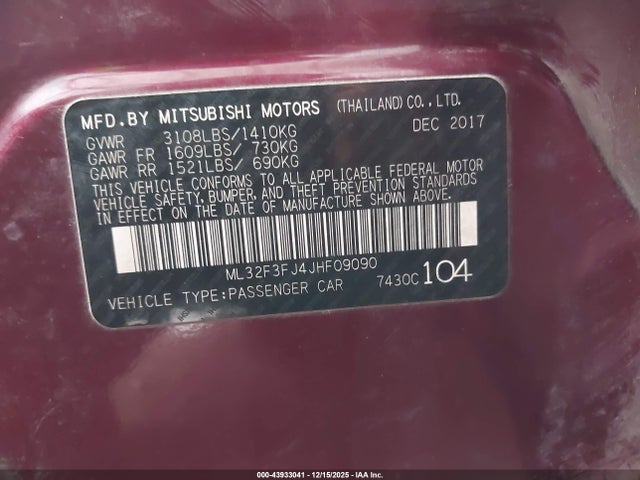 MFD.BY MITSUBISHI MOTORS (THAILAND) CO.,LTD.
GVWR 3108LBS/1410KG DEC 2017
GAWR FR 1609LBS/ 730KG
GAWR RR 1521LBS/ 690KG
THIS VEHICLE CONFORMS TO ALL APPLICABLE FEDERAL MOTOR
VEHICLE SAFETY, BUMPER, AND THEFT PREVENTION STANDARDS
IN EFFECT ON THE DATE OF MANUFACTURE SHOWN ABOVE.
ML32F3FJ4JHF09090
VEHICLE TYPE:PASSENGER CAR 7430C 104
000-43933041 - 12/15/2025 - IAA Inc.